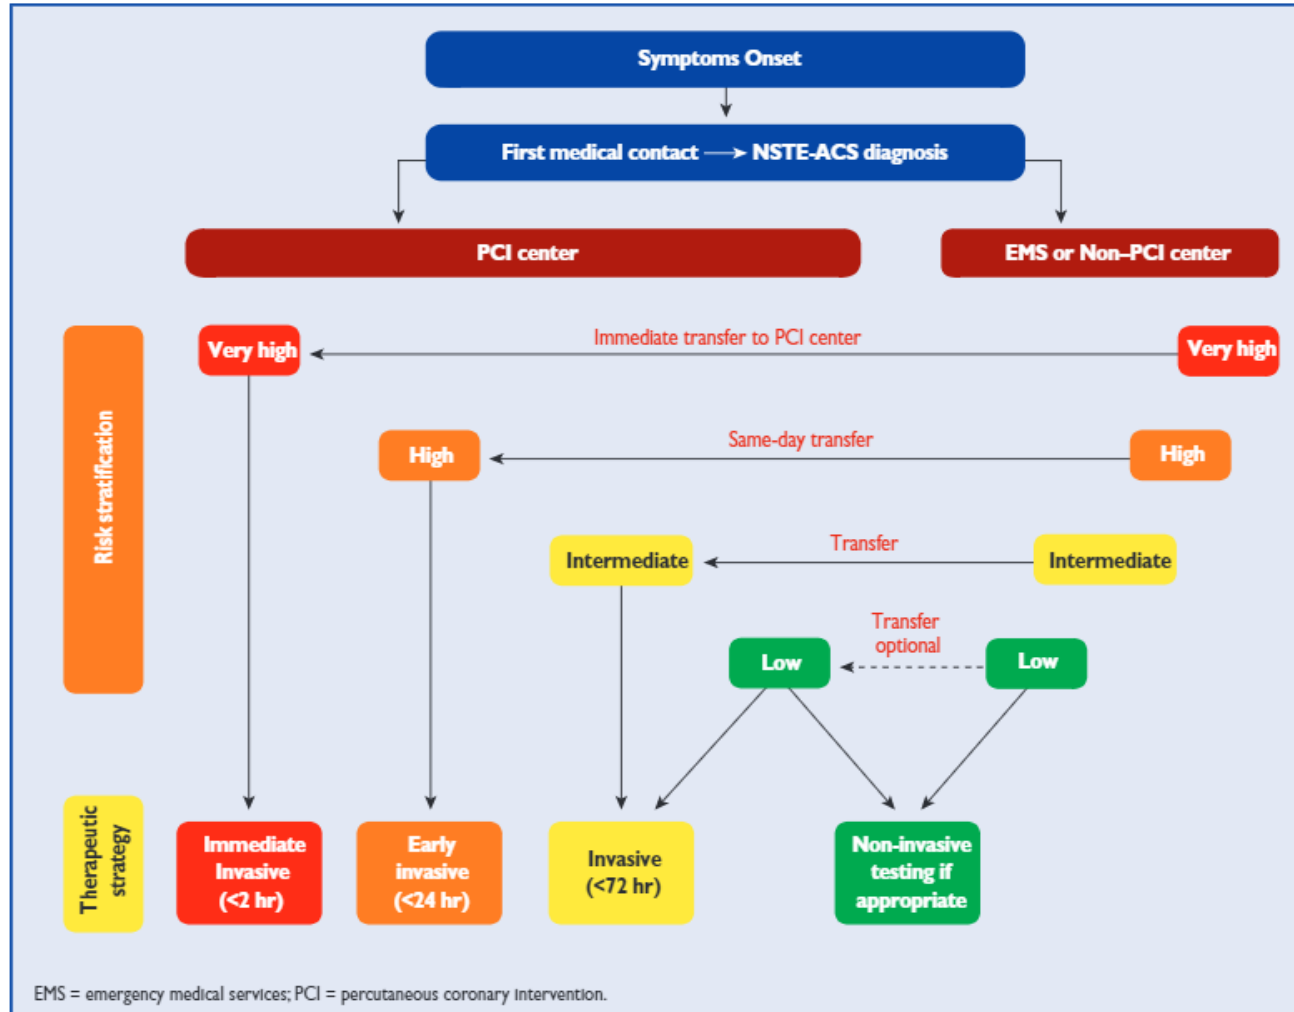 Symptoms Onset
First medical contact → NSTE-ACS diagnosis
PCI center
EMS or Non–PCI center
Risk stratification
Very high
Immediate transfer to PCI center
Very high
High
Same-day transfer
High
Intermediate
Transfer
Intermediate
Low
Transfer
optional
Low
Therapeutic
strategy
Immediate
Invasive
(<2 hr)
Early
invasive
(<24 hr)
Invasive
(<72 hr)
Non-invasive
testing if
appropriate
EMS = emergency medical services; PCI = percutaneous coronary intervention.